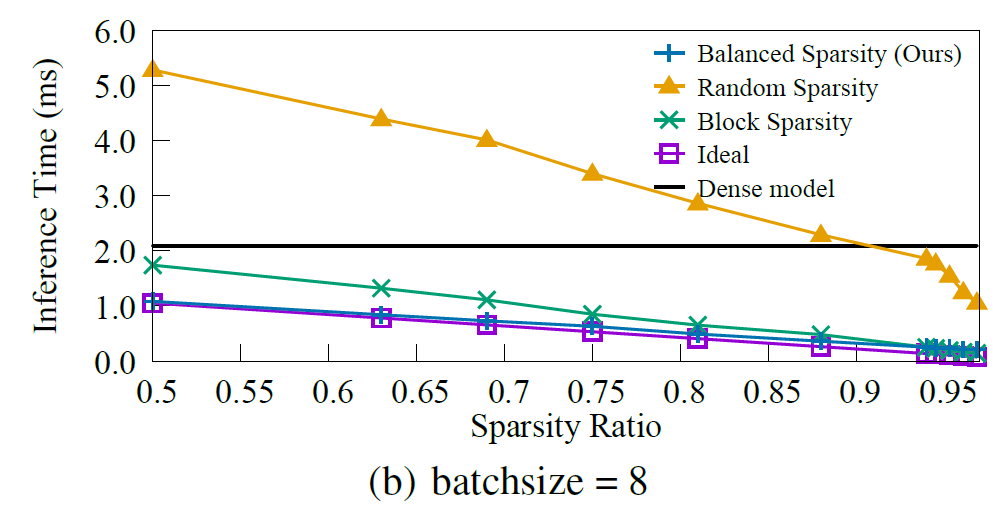 6.0
5.0
4.0
3.0
2.0
1.0
0.0
Inference Time (ms)
Balanced Sparsity (Ours)
Random Sparsity
Block Sparsity
Ideal
Dense model
0.5 0.55 0.6 0.65 0.7 0.75 0.8 0.85 0.9 0.95
Sparsity Ratio
(b) batchsize = 8